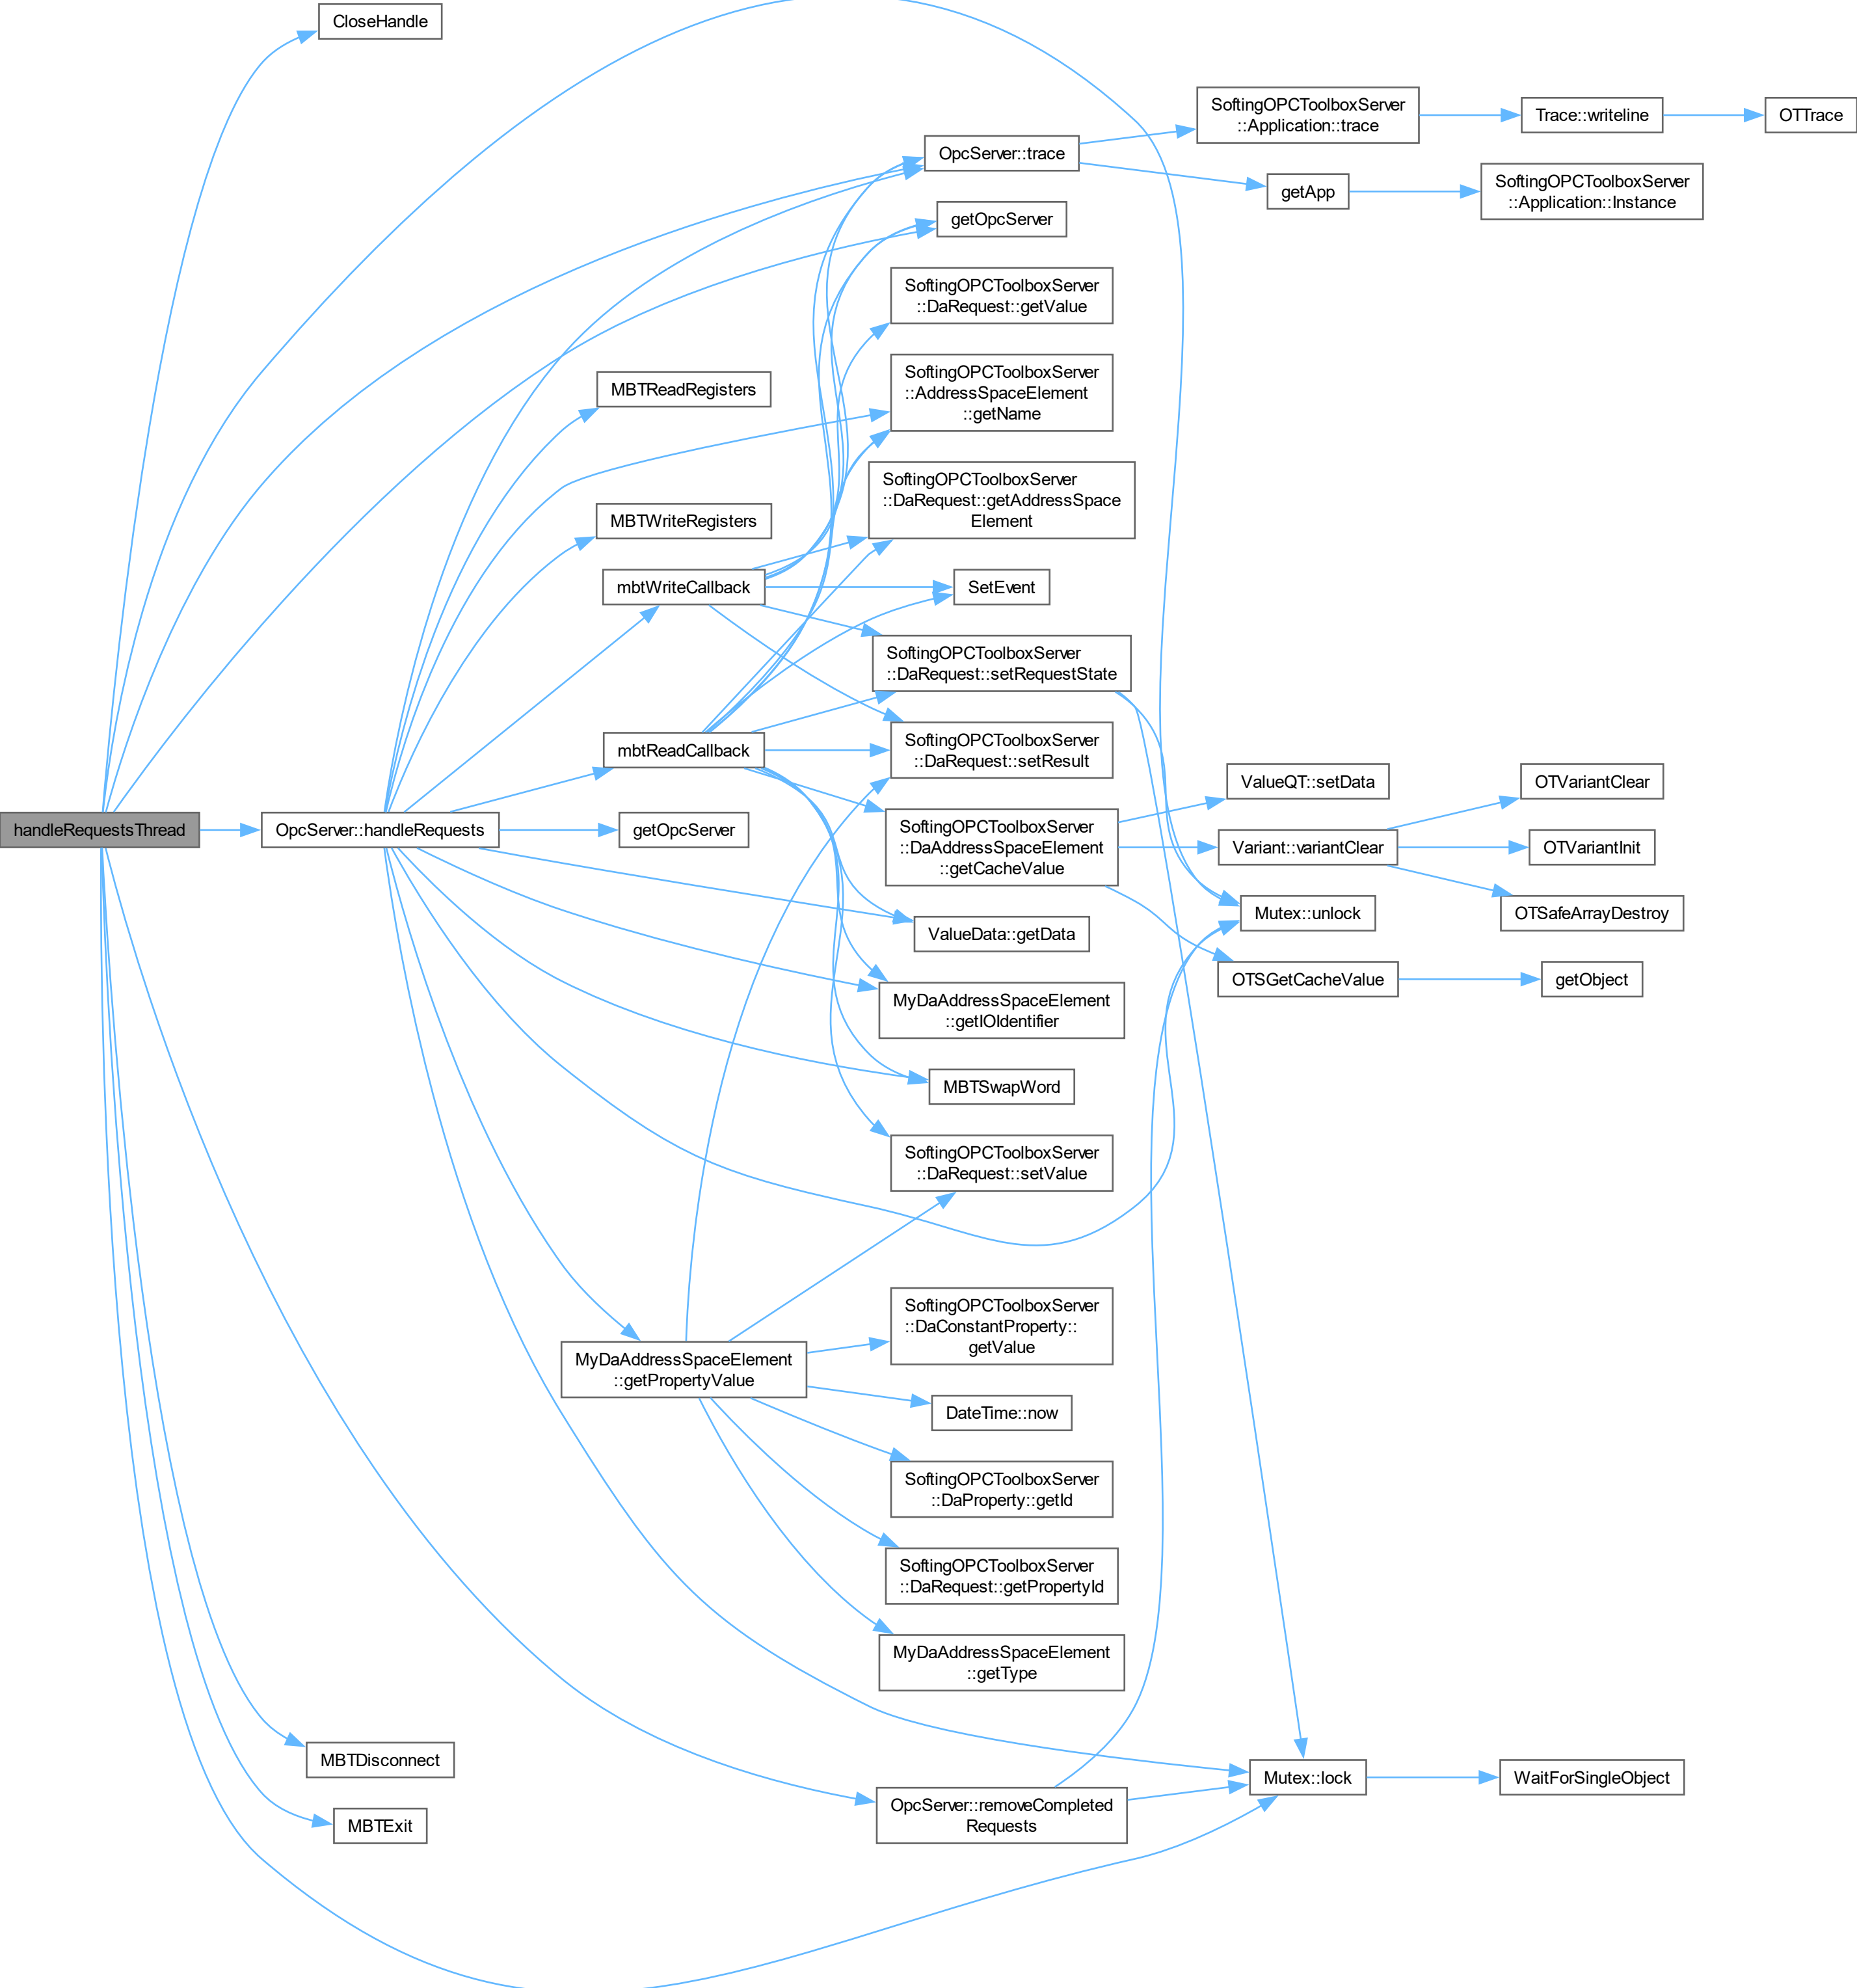 CloseHandle
SoftingOPCToolboxServer
::Application::trace
Trace::writeline
OTTrace
OpcServer::trace
getApp
SoftingOPCToolboxServer
::Application::Instance
getOpcServer
SoftingOPCToolboxServer
::DaRequest::getValue
MBTReadRegisters
SoftingOPCToolboxServer
::AddressSpaceElement
::getName
SoftingOPCToolboxServer
::DaRequest::getAddressSpace
Element
MBTWriteRegisters
mbtWriteCallback
SetEvent
SoftingOPCToolboxServer
::DaRequest::setRequestState
mbtReadCallback
SoftingOPCToolboxServer
::DaRequest::setResult
ValueQT::setData
OTVariantClear
handleRequestsThread
OpcServer::handleRequests
getOpcServer
SoftingOPCToolboxServer
::DaAddressSpaceElement
::getCacheValue
Variant::variantClear
OTVariantInit
Mutex::unlock
OTSafeArrayDestroy
ValueData::getData
OTSGetCacheValue
getObject
MyDaAddressSpaceElement
::getIOIdentifier
MBTSwapWord
SoftingOPCToolboxServer
::DaRequest::setValue
SoftingOPCToolboxServer
::DaConstantProperty::
getValue
MyDaAddressSpaceElement
::getPropertyValue
DateTime::now
SoftingOPCToolboxServer
::DaProperty::getId
SoftingOPCToolboxServer
::DaRequest::getPropertyId
MyDaAddressSpaceElement
::getType
MBTDisconnect
Mutex::lock
WaitForSingleObject
OpcServer::removeCompleted
Requests
MBTExit